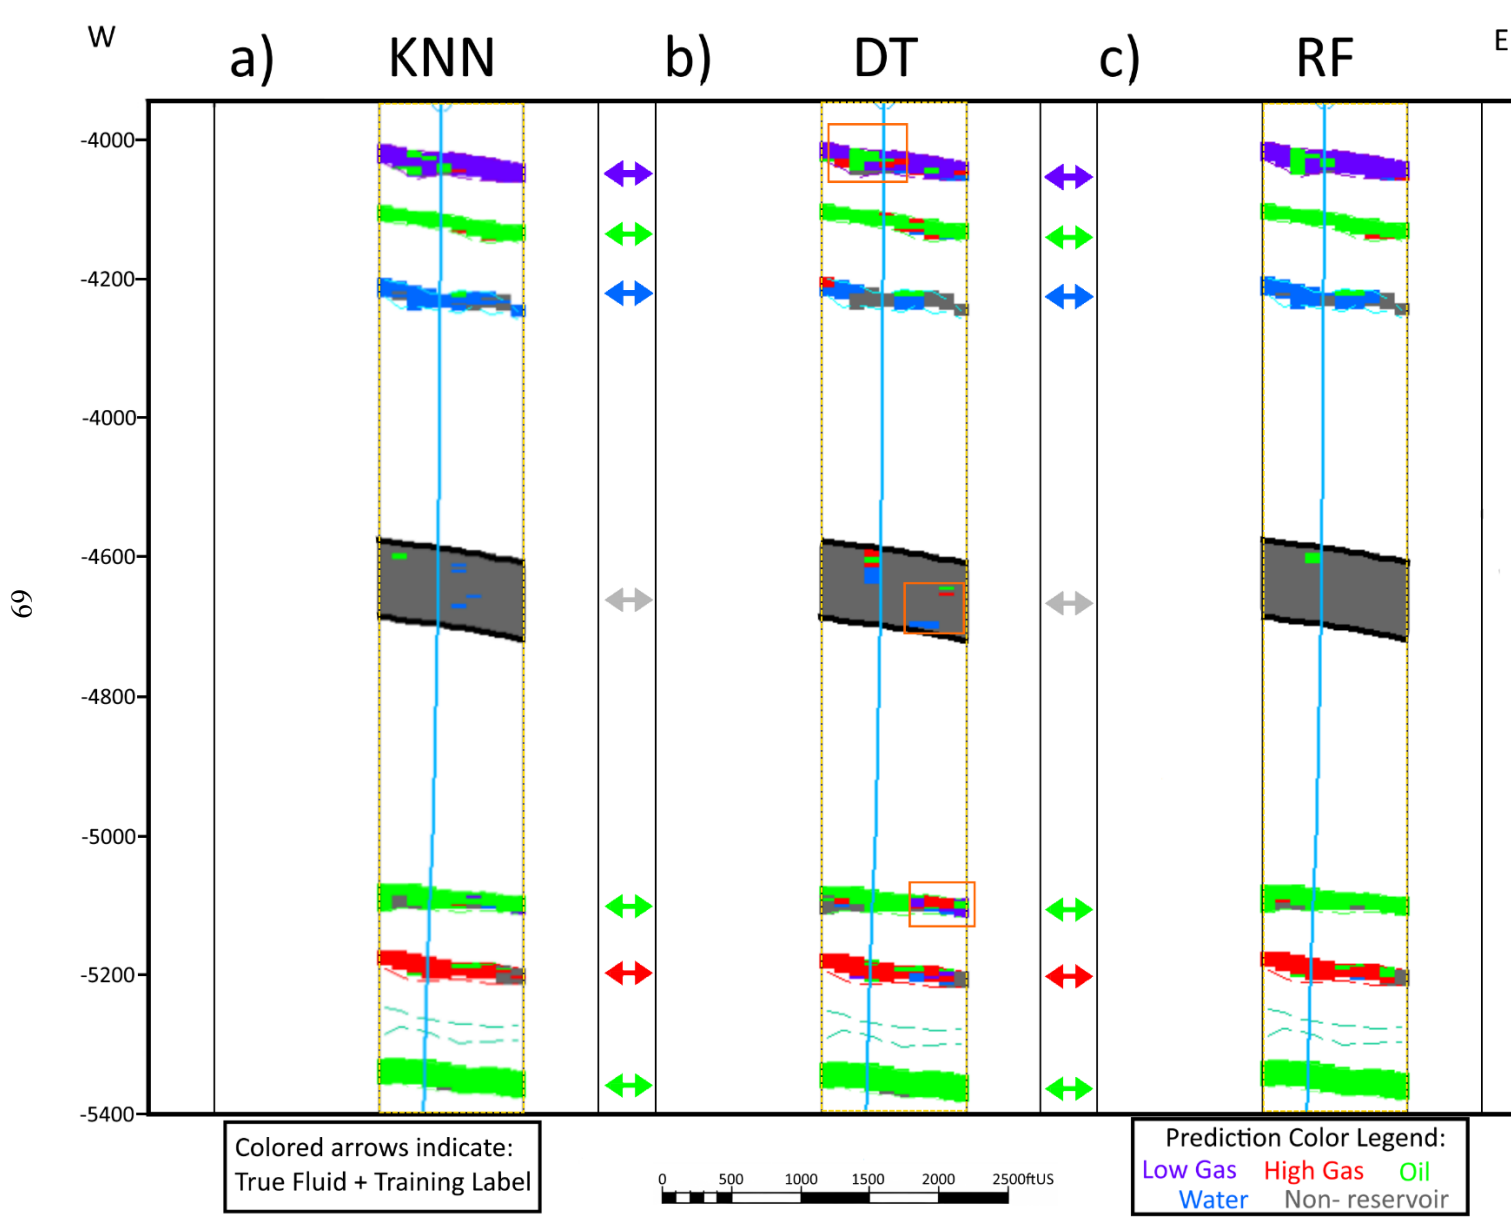 W
a) KNN b) DT c) RF
E
-4000
-4200
-4000
-4600
-4800
-5000
-5200
-5400
69
Colored arrows indicate:
True Fluid + Training Label
0 500 1000 1500 2000 2500ftUS
Prediction Color Legend:
Low Gas High Gas Oil
Water Non- reservoir